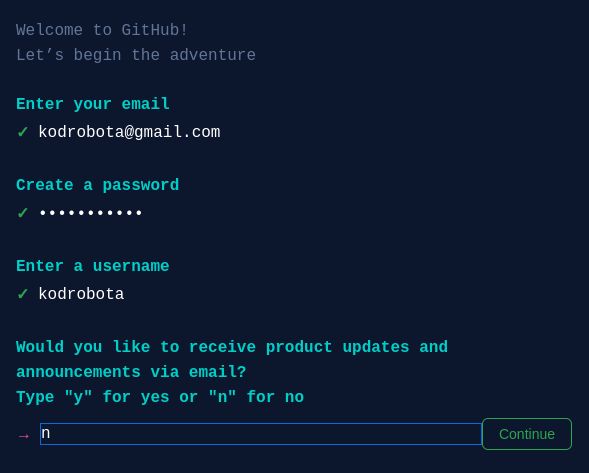 Welcome to GitHub!
Let’s begin the adventure
Enter your email
✓ kodrobota@gmail.com
Create a password
✓ •••••••••••
Enter a username
✓ kodrobota
Would you like to receive product updates and
announcements via email?
Type "y" for yes or "n" for no
→ n Continue